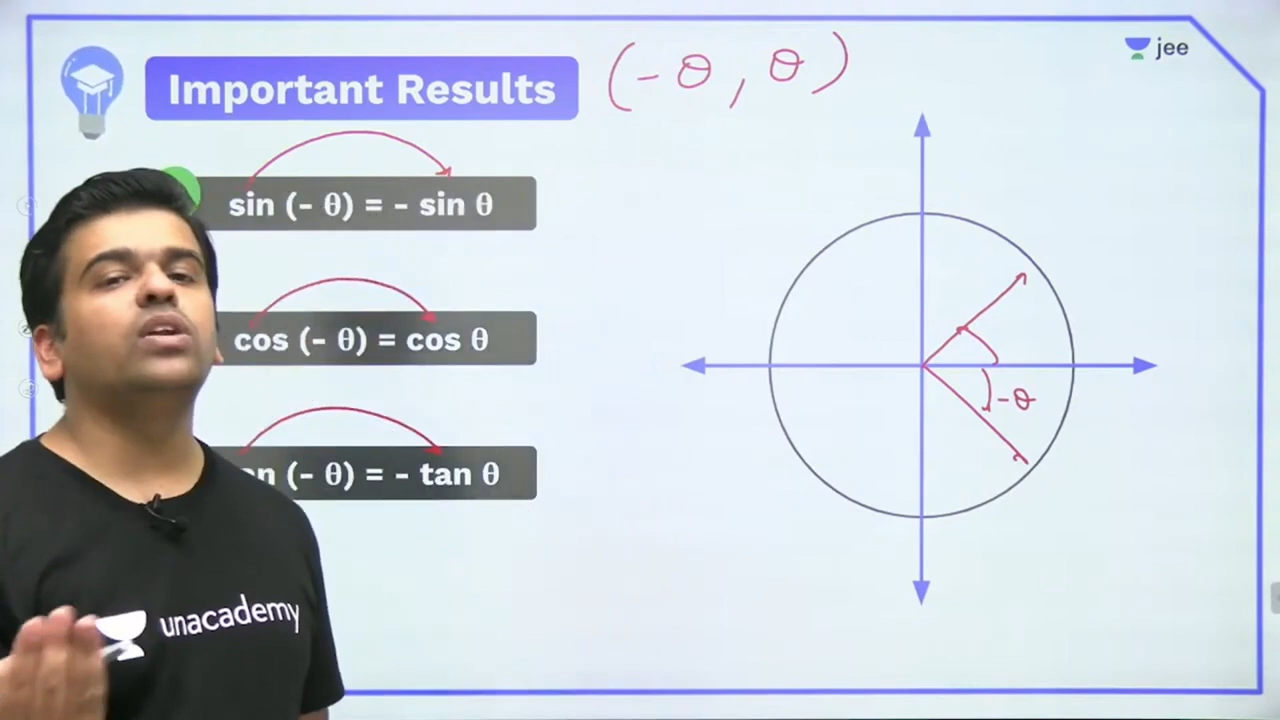 Important Results
(-θ, θ)
jee
sin (- θ) = - sin θ
cos (- θ) = cos θ
(- θ) = - tan θ
-θ
unacademy